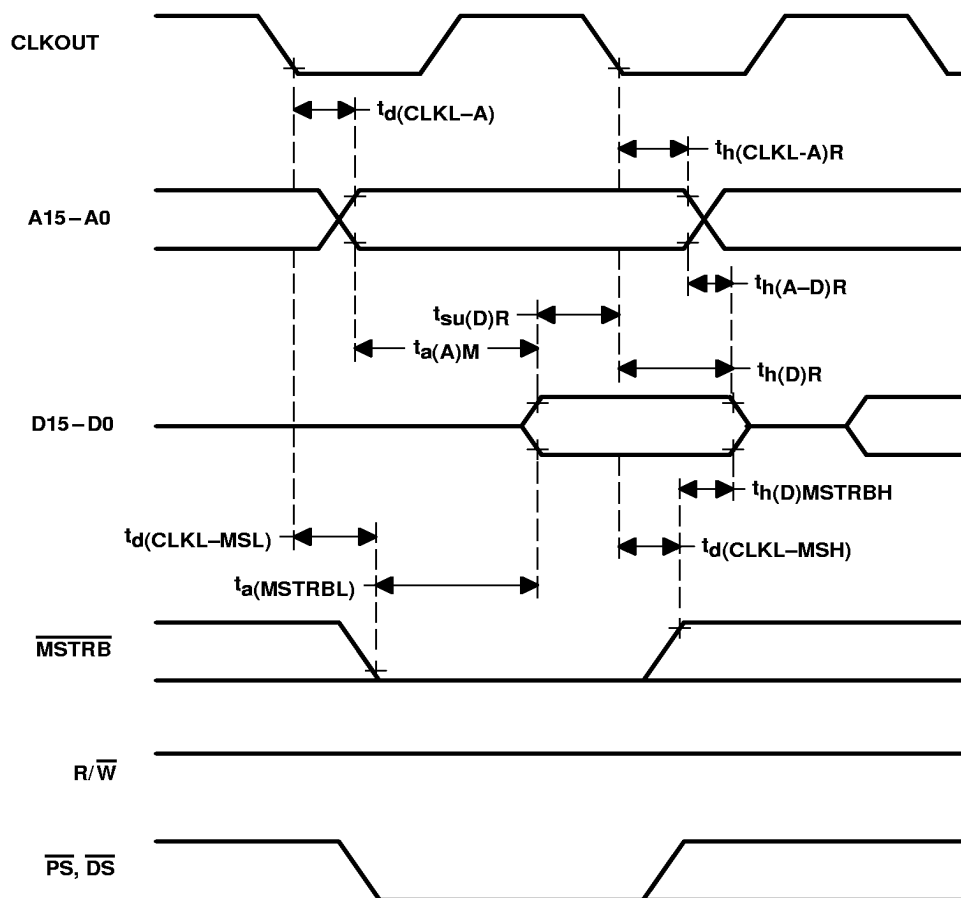 CLKOUT
td(CLKL–A)
th(CLKL-A)R
A15–A0
th(A–D)R
tsu(D)R
ta(A)M
th(D)R
D15–D0
th(D)MSTRBH
td(CLKL–MSL)
td(CLKL–MSH)
ta(MSTRBL)
MSTRB
R/W
PS, DS